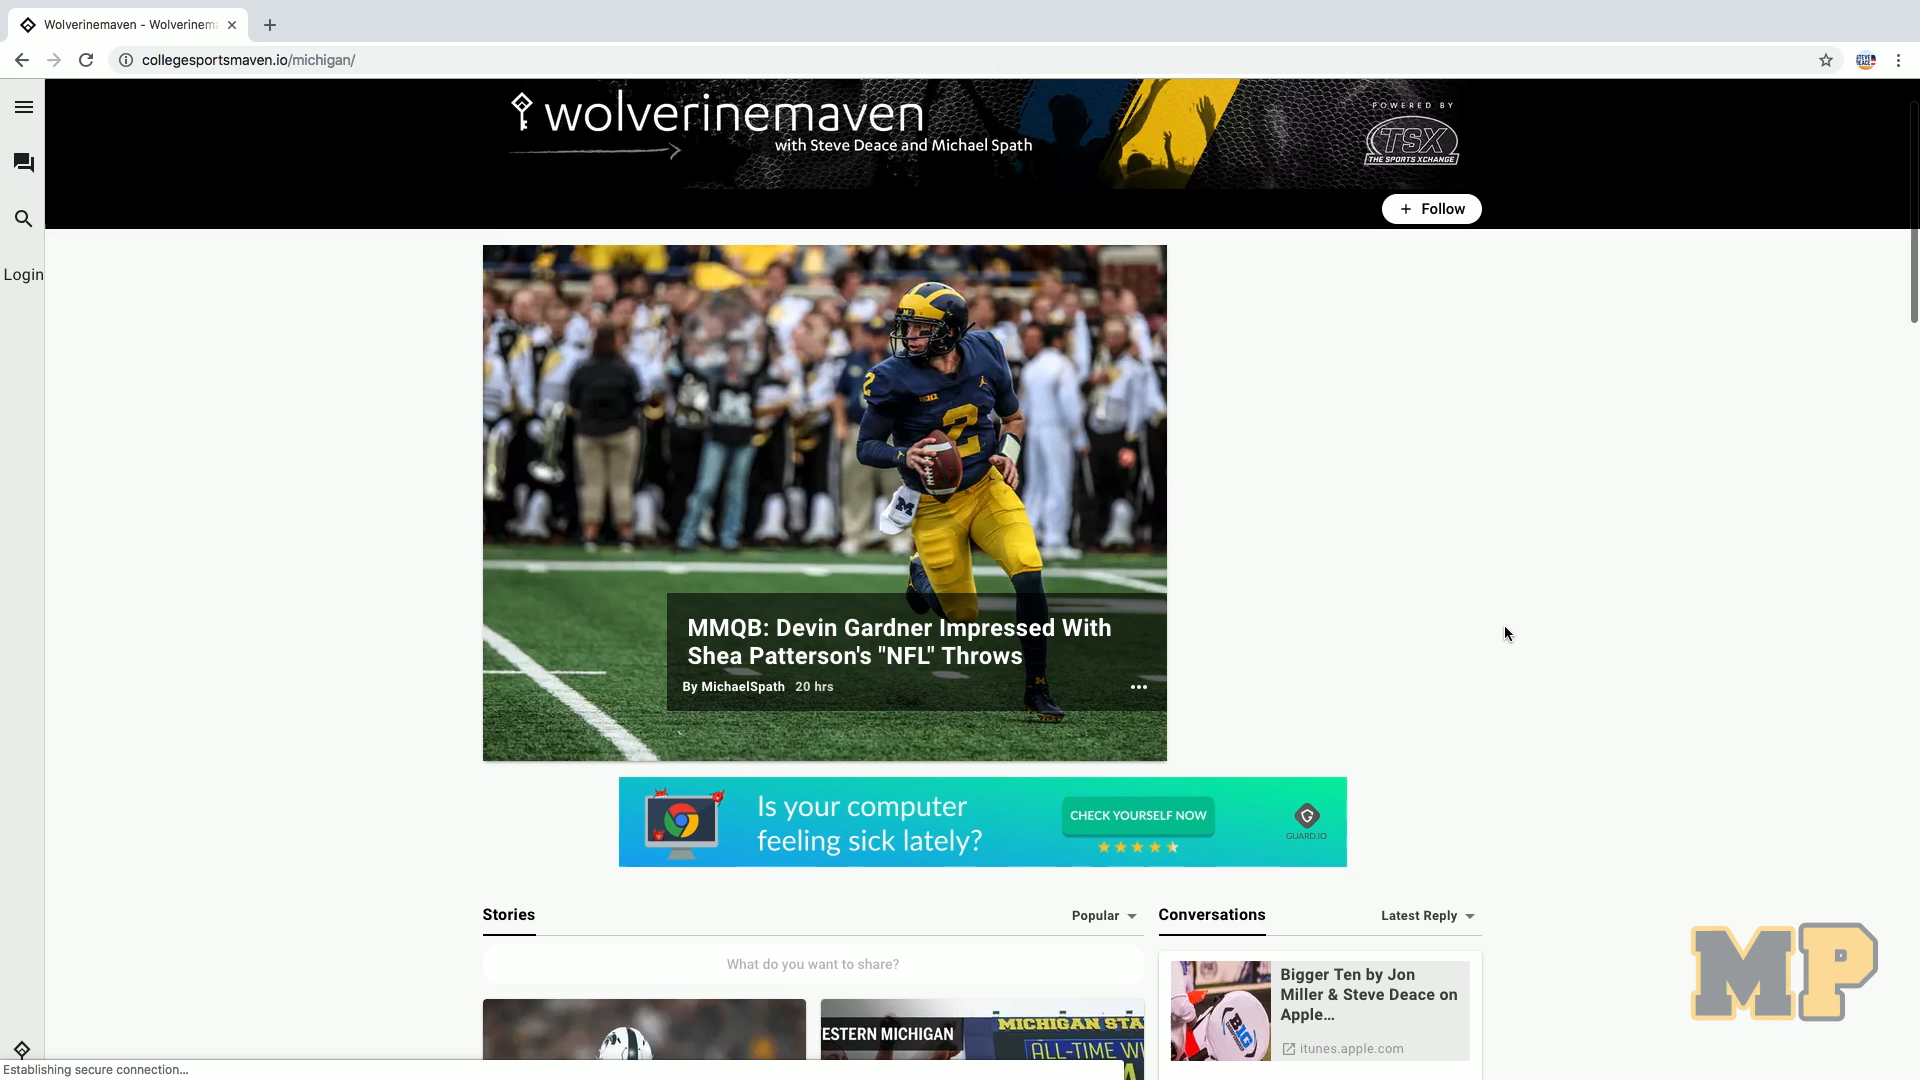 Wolverinemaven - Wolverinema
collegesportsmaven.io/michigan/
wolverinemaven
with Steve Deace and Michael Spath
POWERED BY
TSX
THE SPORTS XCHANGE
+ Follow
Login
2
2
M
MMQB: Devin Gardner Impressed With
Shea Patterson's "NFL" Throws
By MichaelSpath 20 hrs
Is your computer
feeling sick lately?
CHECK YOURSELF NOW
GUARD.IO
Stories
Popular
Conversations
Latest Reply
What do you want to share?
ESTERN MICHIGAN
MICHIGAN STA
ALL-TIME W
Bigger Ten by Jon
Miller & Steve Deace on
Apple...
itunes.apple.com
B1G
MP
Establishing secure connection...